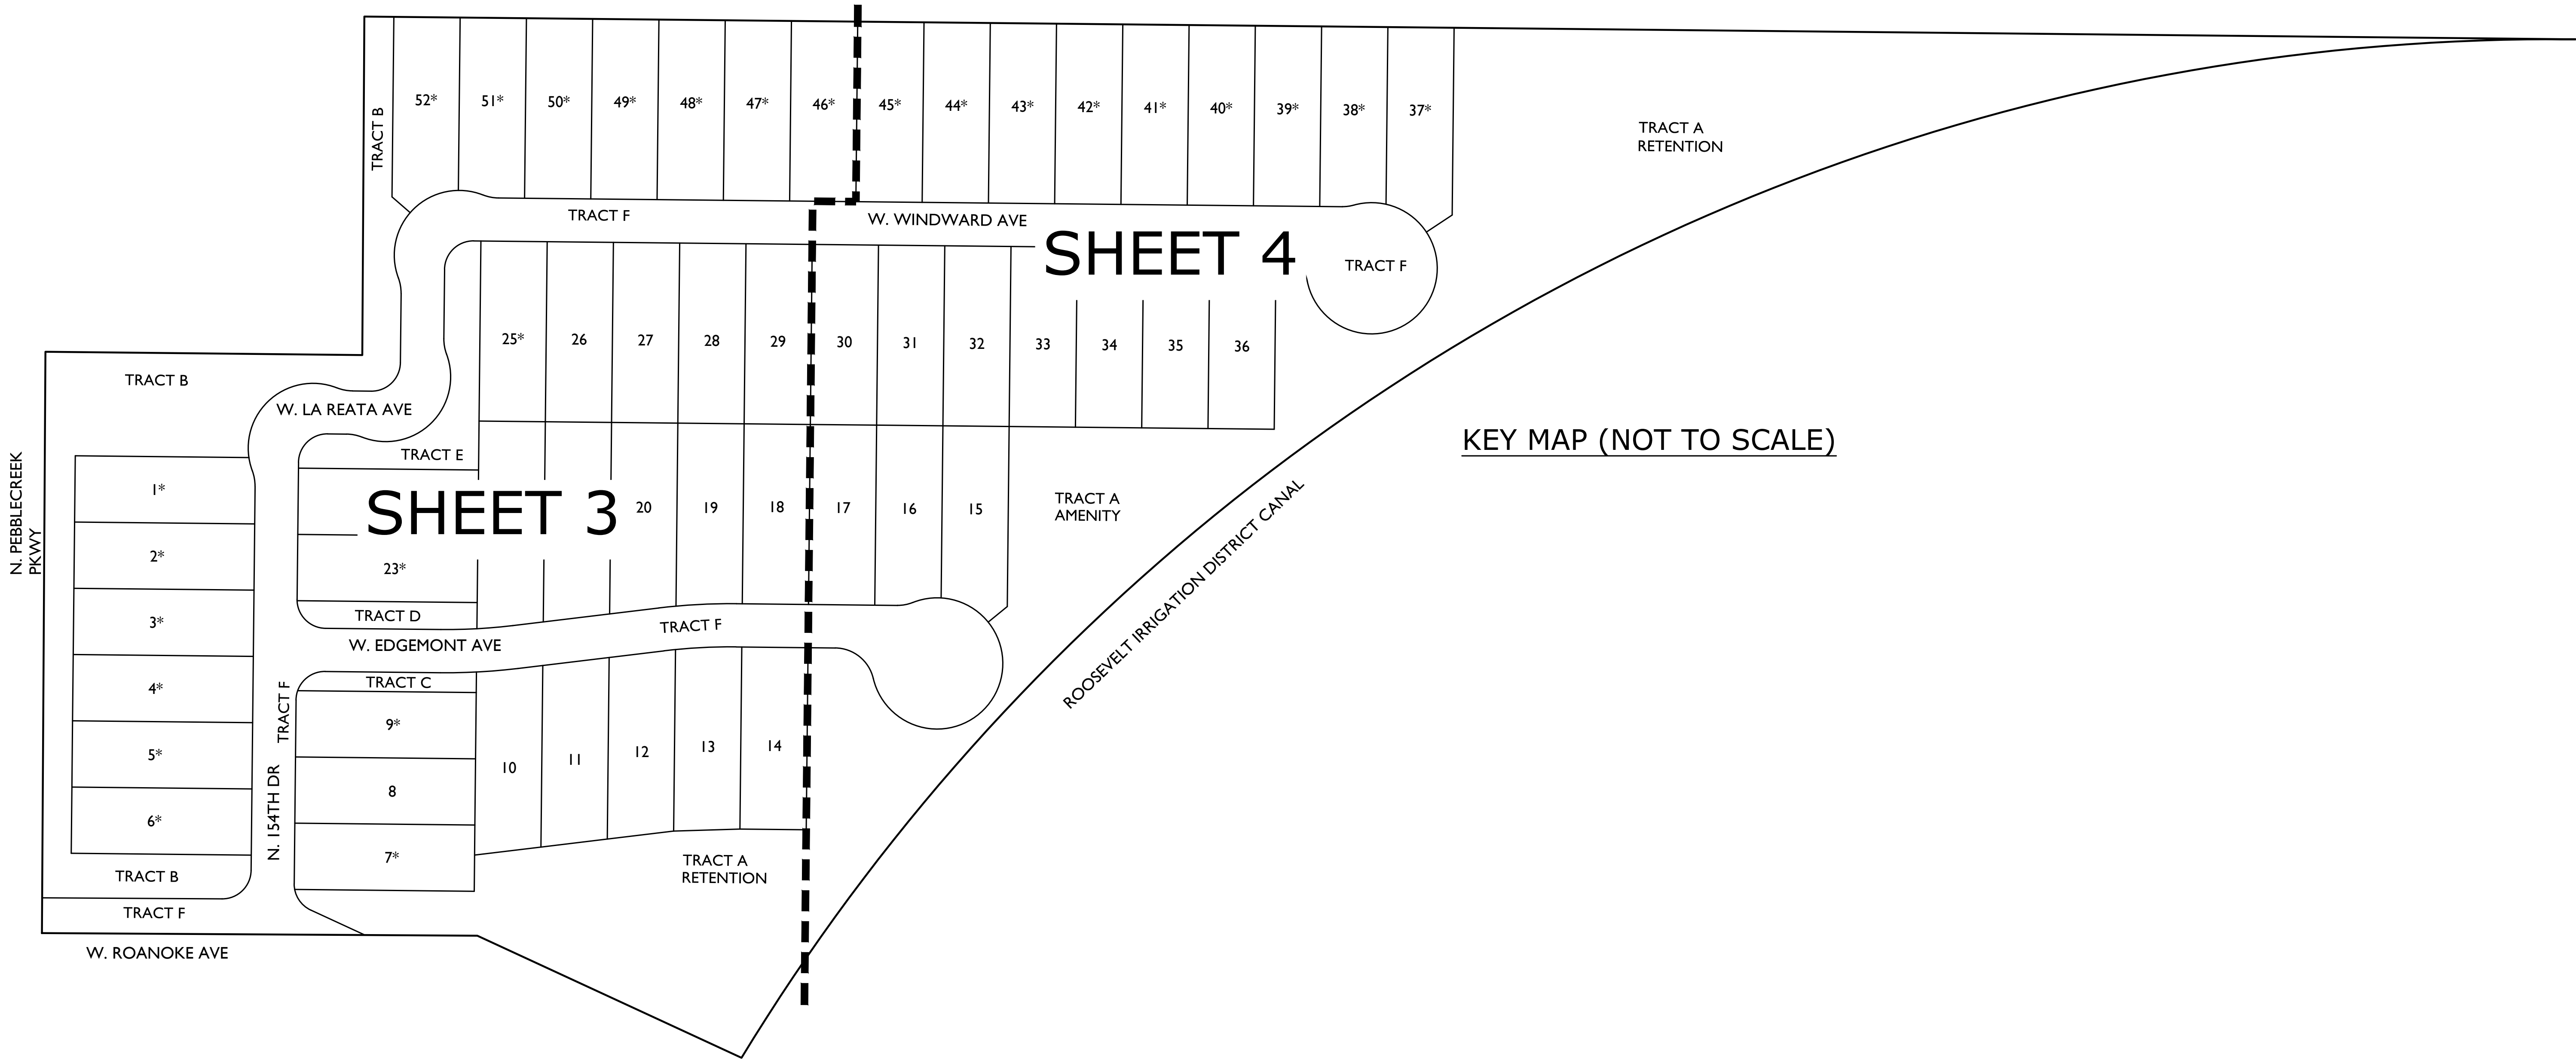 52*
51*
50*
49*
48*
47*
46*
45*
44*
43*
42*
41*
40*
39*
38*
37*
TRACT B
TRACT A
RETENTION
TRACT F
W. WINDWARD AVE
SHEET 4
TRACT F
25*
26
27
28
29
30
31
32
33
34
35
36
TRACT B
W. LA REATA AVE
KEY MAP (NOT TO SCALE)
TRACT E
N. PEBBLECREEK
PKWY
1*
2*
3*
4*
5*
6*
SHEET 3
20
19
18
17
16
15
TRACT A
AMENITY
23*
TRACT D
ROOSEVELT IRRIGATION DISTRICT CANAL
W. EDGEMONT AVE
TRACT F
TRACT C
TRACT F
N. 154TH DR
9*
8
7*
10
11
12
13
14
TRACT A
RETENTION
TRACT B
TRACT F
W. ROANOKE AVE